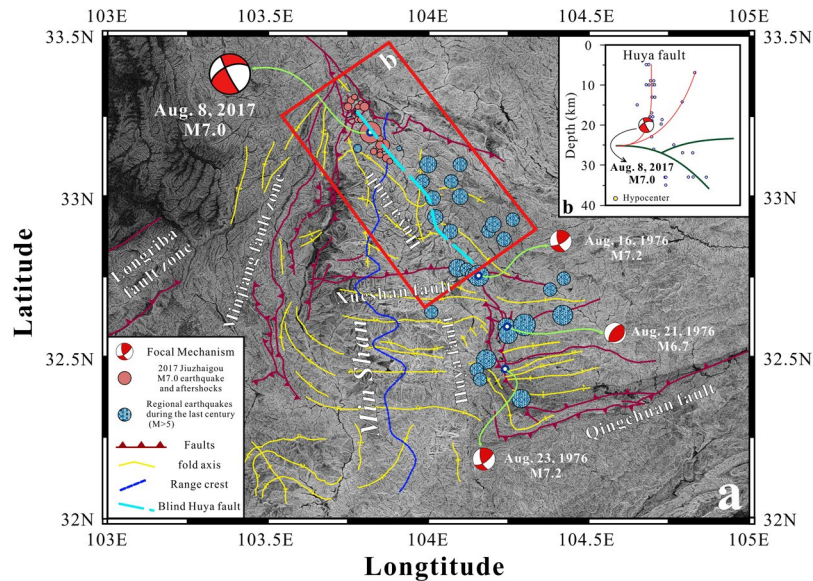 103E
103.5E
104E
104.5E
105E
33.5N
33N
32.5N
32N
33.5N
33N
32.5N
32N
Latitude
b
Aug. 8, 2017
M7.0
Longriba
fault zone
Minjiang fault zone
Huya fault
Xueshan fault
Min Shan
Huya fault
Qingchuan fault
Aug. 16, 1976
M7.2
Aug. 21, 1976
M6.7
Aug. 23, 1976
M7.2
a
0
10
20
30
40
Depth (km)
Huya fault
Aug. 8, 2017
M7.0
b
Hypocenter
Focal Mechanism
2017 Jiuzhaigou
M7.0 earthquake
and aftershocks
Regional earthquakes
during the last century
(M>5)
Faults
fold axis
Range crest
Blind Huya fault
103E
103.5E
104E
104.5E
105E
Longtitude